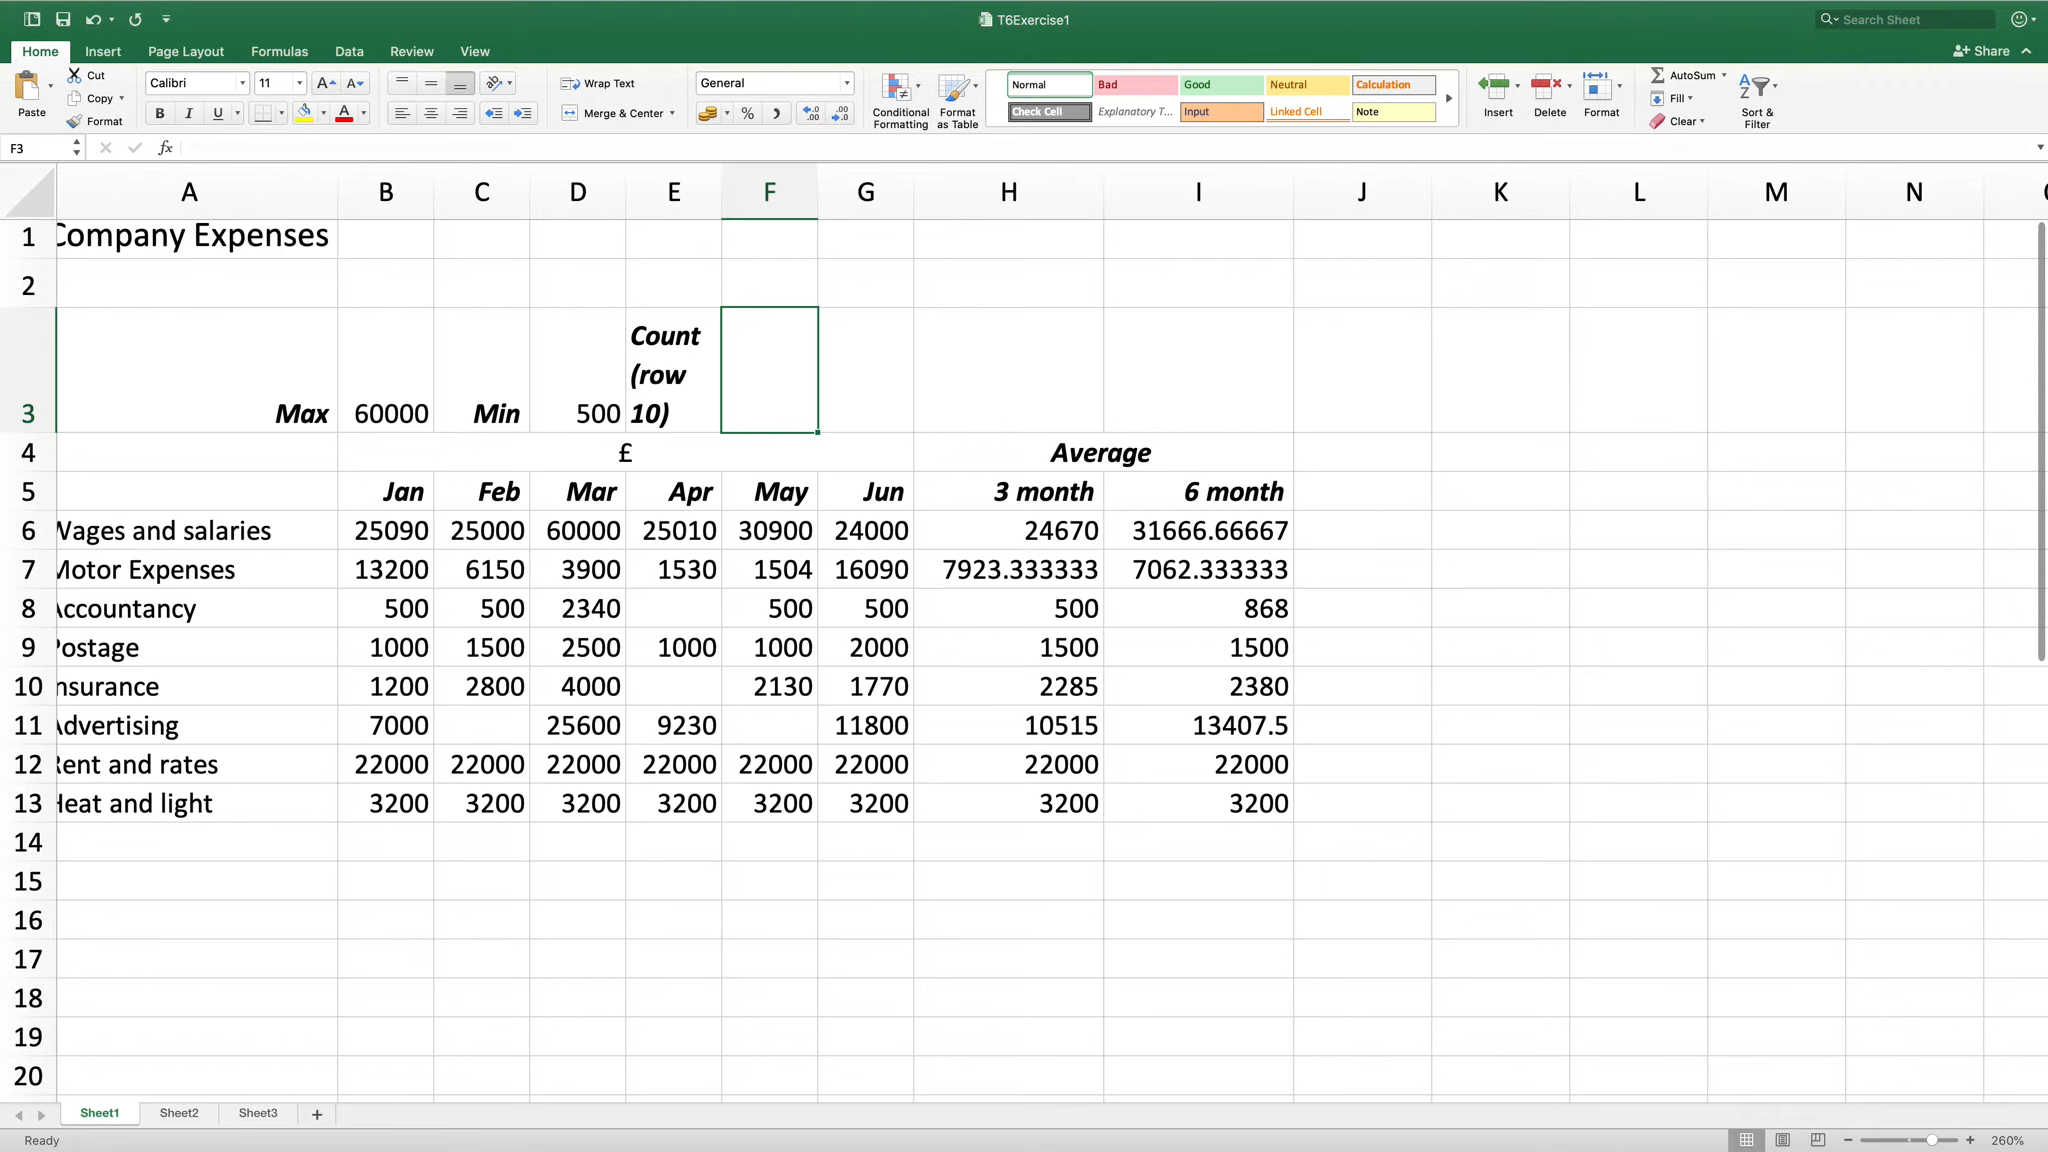 T6Exercise1
Search Sheet
Home Insert Page Layout Formulas Data Review View
Share
Paste
Cut
Copy
Format
Calibri 11
B I U
Wrap Text
Merge & Center
General
%
Conditional Formatting
Format as Table
Normal Bad Good Neutral Calculation
Check Cell Explanatory T... Input Linked Cell Note
Insert Delete Format
AutoSum
Fill
Clear
Sort & Filter
F3 fx
A B C D E F G H I J K L M N
1 Company Expenses
2
3 Max 60000 Min 500 Count (row 10)
4 £ Average
5 Jan Feb Mar Apr May Jun 3 month 6 month
6 Wages and salaries 25090 25000 60000 25010 30900 24000 24670 31666.66667
7 Motor Expenses 13200 6150 3900 1530 1504 16090 7923.333333 7062.333333
8 Accountancy 500 500 2340 500 500 500 868
9 Postage 1000 1500 2500 1000 1000 2000 1500 1500
10 nsurance 1200 2800 4000 2130 1770 2285 2380
11 Advertising 7000 25600 9230 11800 10515 13407.5
12 Rent and rates 22000 22000 22000 22000 22000 22000 22000 22000
13 Heat and light 3200 3200 3200 3200 3200 3200 3200 3200
14
15
16
17
18
19
20
Sheet1 Sheet2 Sheet3 +
Ready
260%